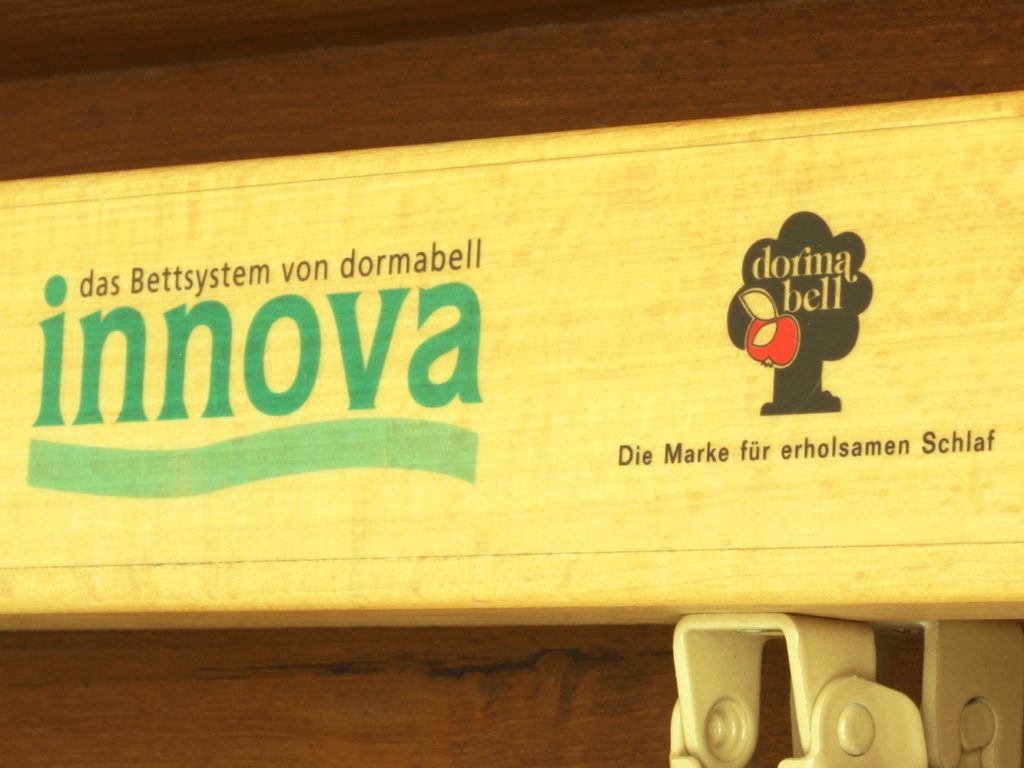 das Bettsystem von dormabell
innova
dorma
bell
Die Marke für erholsamen Schlaf